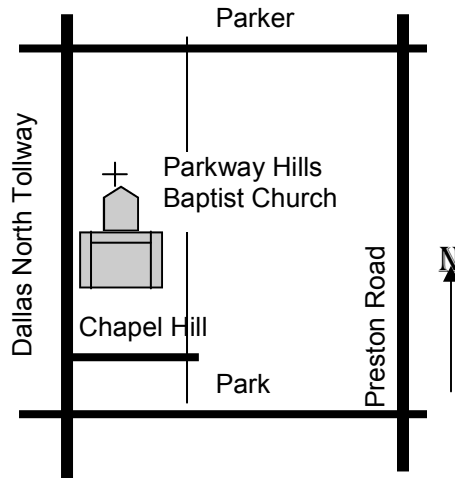 Parker
Dallas North Tollway
Parkway Hills
Baptist Church
Preston Road
N
Chapel Hill
Park